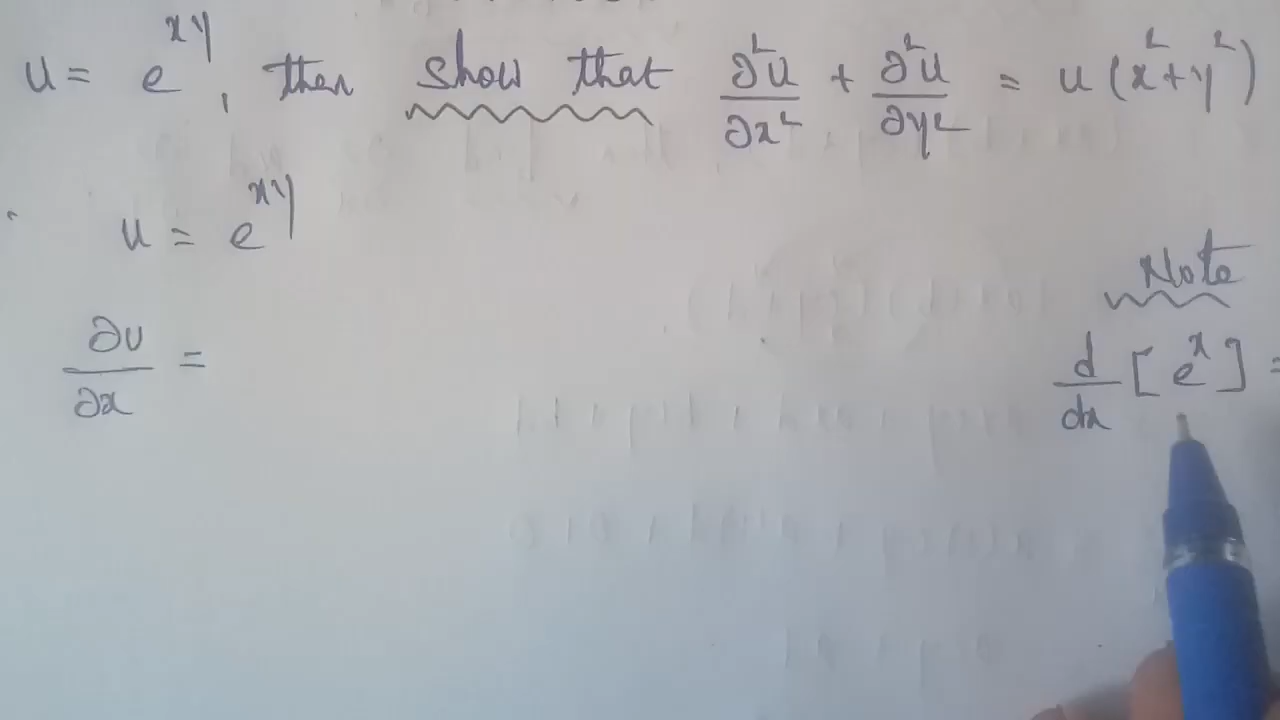 u = e^{xy}, then show that ∂²u/∂x² + ∂²u/∂y² = u(x²+y²)
u = e^{xy}
Note
∂u/∂x =
d/dx [e^x] =